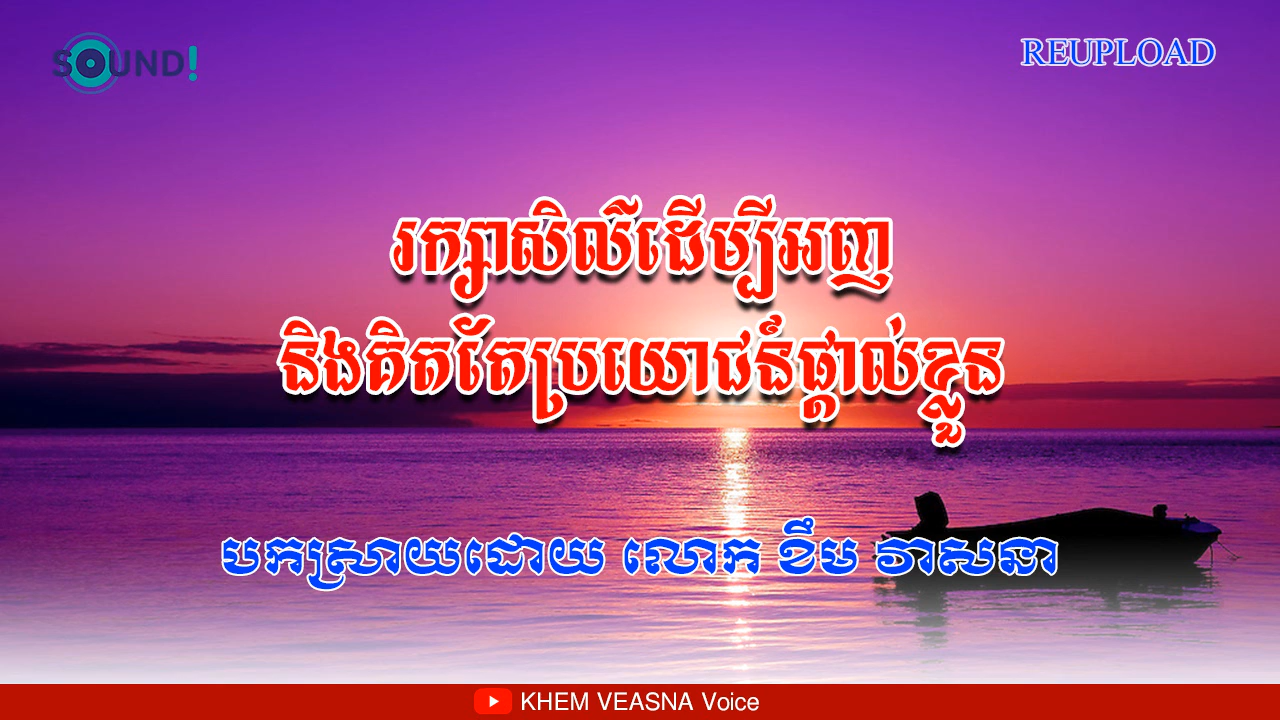 SOUND!
REUPLOAD
រក្សាសិល៏ដើម្បីអញ
និងគិតតែប្រយោជន៍ផ្តាល់ខ្លួន
បកស្រាយដោយ លោក ខឹម វាសនា
KHEM VEASNA Voice